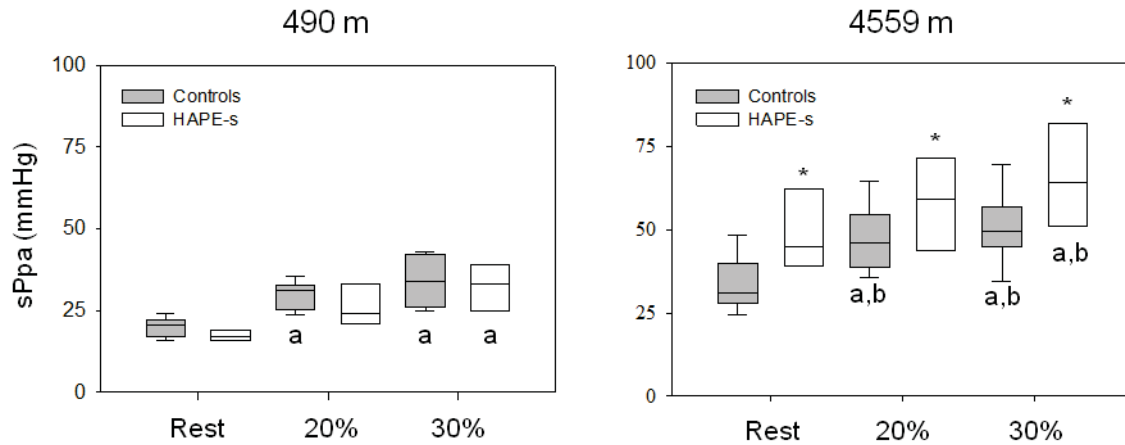 490 m
100
75
50
25
0
sPpa (mmHg)
Controls
HAPE-s
a
a
a
Rest
20%
30%
4559 m
100
75
50
25
0
Controls
HAPE-s
*
*
*
a,b
a,b
a,b
Rest
20%
30%